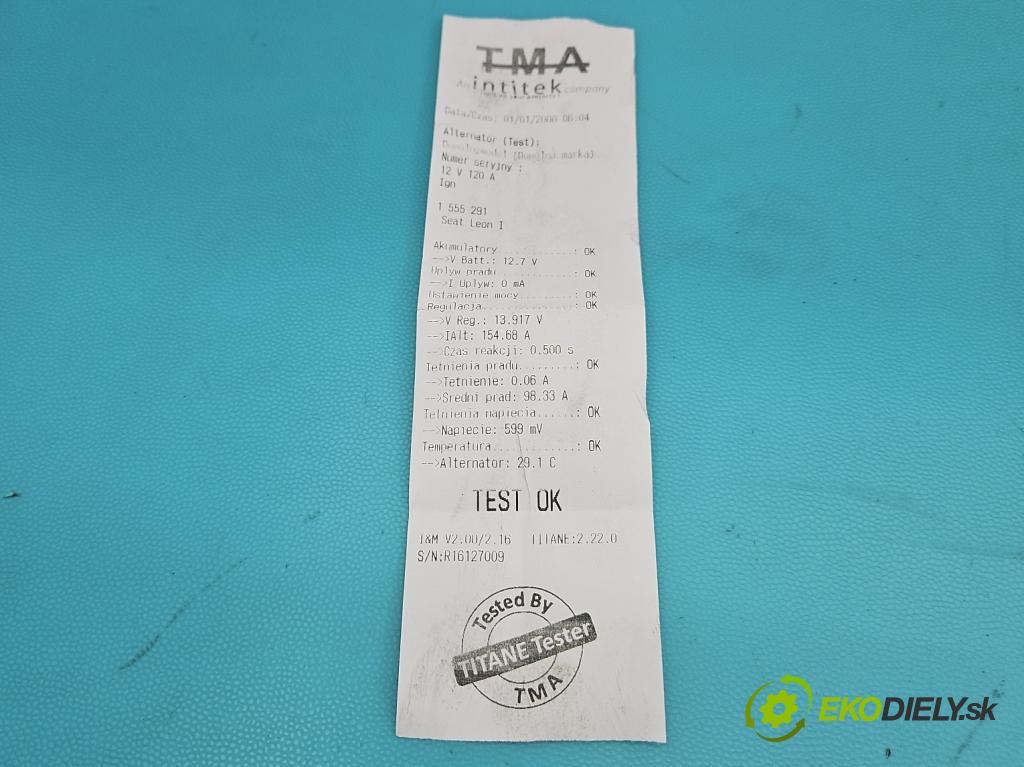 TMA
An intitek company
Data/Czas: 01/01/2000 06:04
Alternator (Test):
(Domyślna marka)
Numer seryjny :
12 V 120 A
Ign
1 555 291
Seat Leon I
Akumulatory..........: OK
-->V Batt.: 12.7 V
Uplyw pradu..........: OK
-->I Uplyw: 0 mA
Ustawienie mocy........: OK
Regulacja.............: OK
-->V Reg.: 13.917 V
-->IAlt: 154.68 A
-->Czas reakcji: 0.500 s
Tetnienia pradu.........: OK
-->Tetnienie: 0.06 A
-->Sredni prad: 98.33 A
Tetnienia napiecia......: OK
-->Napiecie: 599 mV
Temperatura.............: OK
-->Alternator: 29.1 C
TEST OK
I&M V2.00/2.16 TITANE:2.22.0
S/N:RT6127009
Tested By
TITANE Tester
TMA
EKODIELY.sk